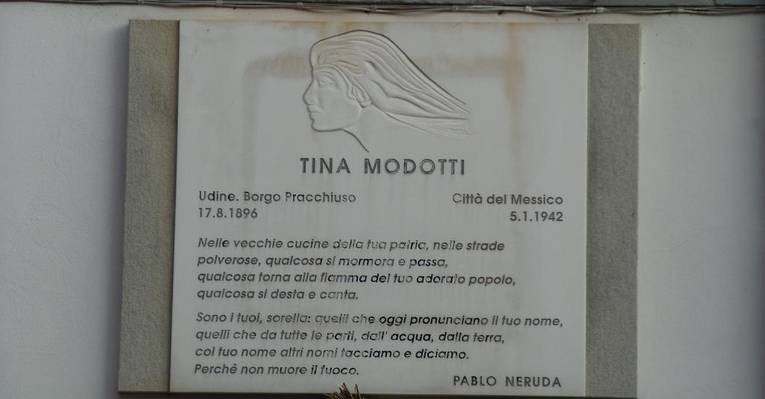 TINA MODOTTI
Udine. Borgo Pracchiuso
17.8.1896
Città del Messico
5.1.1942
Nelle vecchie cucine della tua patria, nelle strade
polverose, qualcosa si mormora e passa,
qualcosa torna alla fiamma del tuo adorato popolo,
qualcosa si desta e canta.
Sono i tuoi, sorella: quelli che oggi pronunciano il tuo nome,
quelli che da tutte le parti, dall' acqua, dalla terra,
col tuo nome altri nomi tacciamo e diciamo.
Perchê non muore il fuoco.
PABLO NERUDA